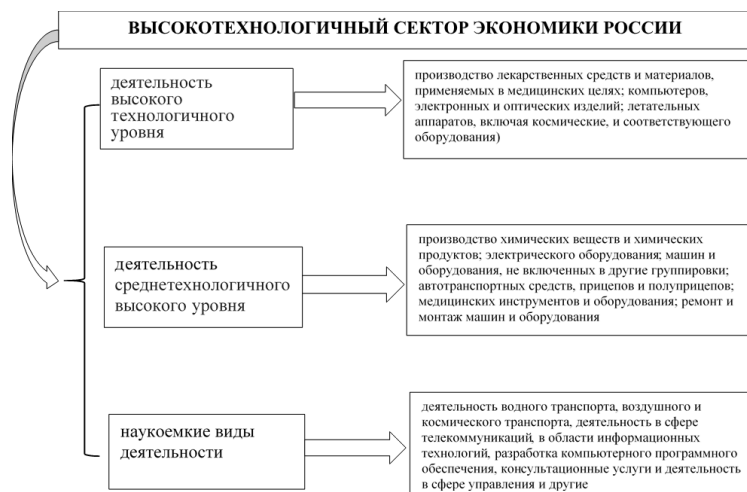 ВЫСОКОТЕХНОЛОГИЧНЫЙ СЕКТОР ЭКОНОМИКИ РОССИИ
деятельность
высокого
технологичного
уровня
производство лекарственных средств и материалов,
применяемых в медицинских целях; компьютеров,
электронных и оптических изделий; летательных
аппаратов, включая космические, и соответствующего
оборудования)
деятельность
среднетехнологичного
высокого уровня
производство химических веществ и химических
продуктов; электрического оборудования; машин и
оборудования, не включенных в другие группировки;
автотранспортных средств, прицепов и полуприцепов;
медицинских инструментов и оборудования; ремонт и
монтаж машин и оборудования
наукоемкие виды
деятельности
деятельность водного транспорта, воздушного и
космического транспорта, деятельность в сфере
телекоммуникаций, в области информационных
технологий, разработка компьютерного программного
обеспечения, консультационные услуги и деятельность
в сфере управления и другие